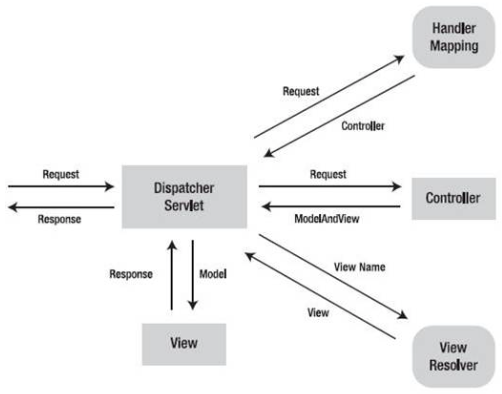 Handler
Mapping
Request
Controller
Request
Response
Dispatcher
Servlet
Request
ModelAndView
Controller
Response
Model
View Name
View
View
View
Resolver